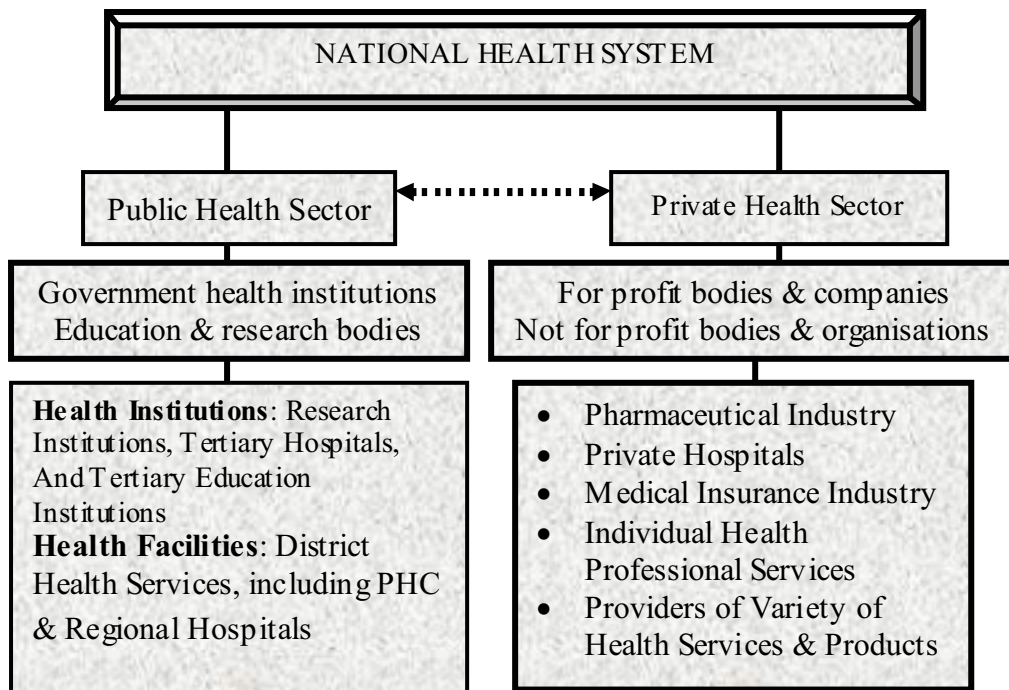 NATIONAL HEALTH SYSTEM
Public Health Sector
Private Health Sector
Government health institutions
Education & research bodies
For profit bodies & companies
Not for profit bodies & organisations
Health Institutions: Research
Institutions, Tertiary Hospitals,
And Tertiary Education
Institutions
Health Facilities: District
Health Services, including PHC
& Regional Hospitals
• Pharmaceutical Industry
• Private Hospitals
• Medical Insurance Industry
• Individual Health
Professional Services
• Providers of Variety of
Health Services & Products